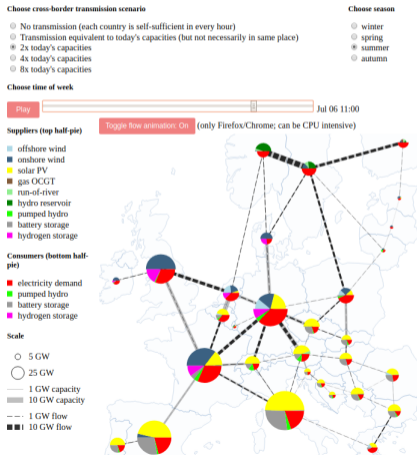 Choose cross-border transmission scenario
No transmission (each country is self-sufficient in every hour)
Transmission equivalent to today's capacities (but not necessarily in same place)
2x today's capacities
4x today's capacities
8x today's capacities
Choose season
winter
spring
summer
autumn
Choose time of week
Play
Jul 06 11:00
Toggle flow animation: On
(only Firefox/Chrome; can be CPU intensive)
Suppliers (top half-pie)
offshore wind
onshore wind
solar PV
gas OCGT
run-of-river
hydro reservoir
pumped hydro
battery storage
hydrogen storage
Consumers (bottom half-
pie)
electricity demand
pumped hydro
battery storage
hydrogen storage
Scale
5 GW
25 GW
1 GW capacity
10 GW capacity
1 GW flow
10 GW flow